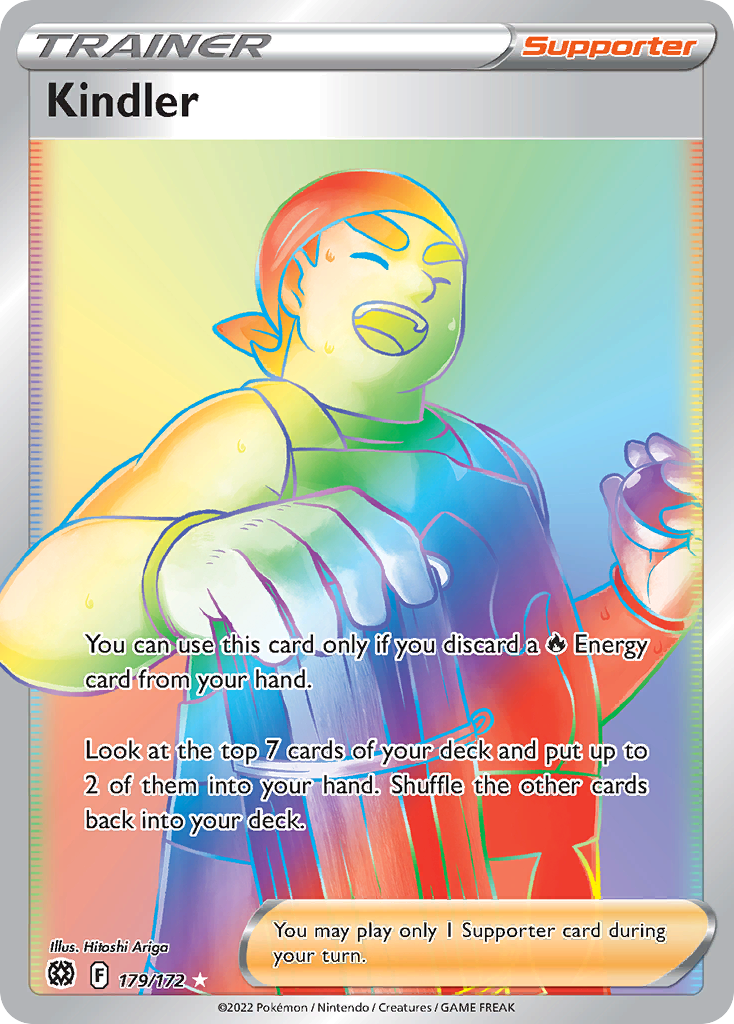 TRAINER Supporter
Kindler
You can use this card only if you discard a Energy
card from your hand.
Look at the top 7 cards of your deck and put up to
2 of them into your hand. Shuffle the other cards
back into your deck.
You may play only 1 Supporter card during
your turn.
Illus. Hitoshi Ariga
F 179/172
©2022 Pokémon / Nintendo / Creatures / GAME FREAK